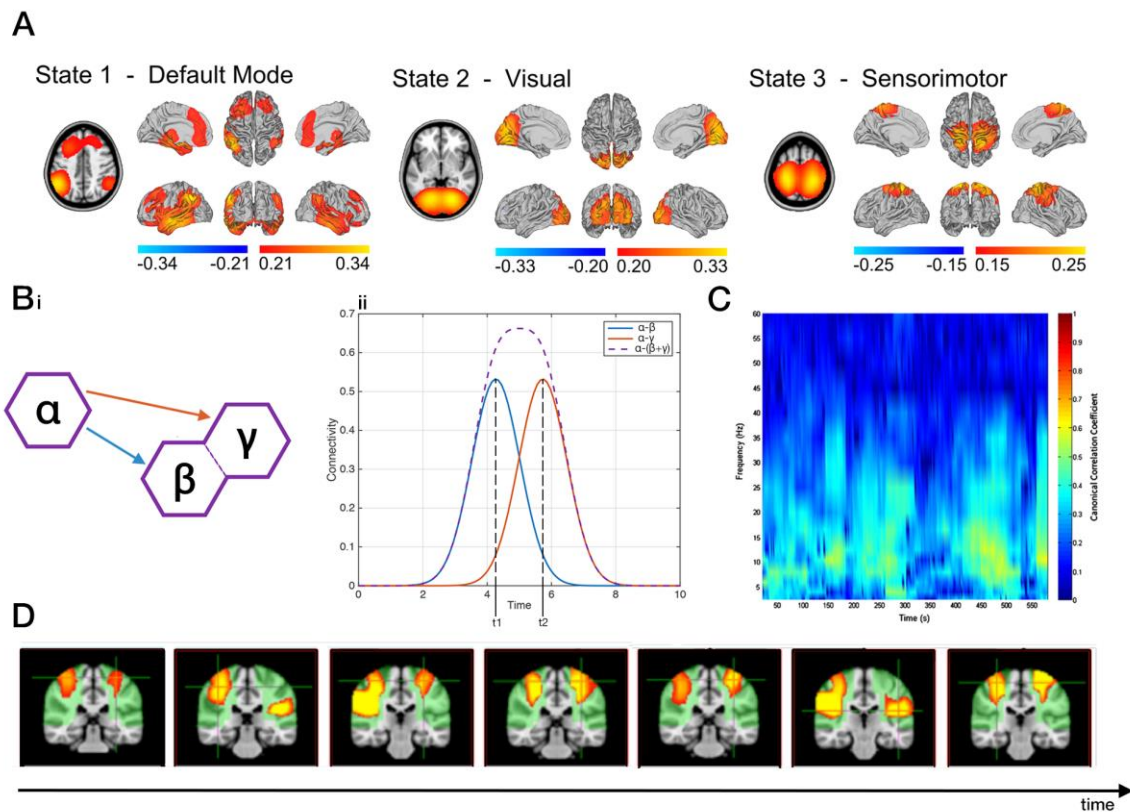 A
State 1 - Default Mode
State 2 - Visual
State 3 - Sensorimotor
-0.34 -0.21 0.21 0.34
-0.33 -0.20 0.20 0.33
-0.25 -0.15 0.15 0.25
Bi
α
γ
β
ii
0.7
0.6
0.5
0.4
0.3
0.2
0.1
0
Connectivity
α-β
α-γ
α-(β+γ)
0 2 4 6 8 10
Time
t1 t2
C
60
55
50
45
40
35
30
25
20
15
10
5
Frequency (Hz)
50 100 150 200 250 300 350 400 450 500 550
Time (s)
1
0.9
0.8
0.7
0.6
0.5
0.4
0.3
0.2
0.1
0
Canonical Correlation Coefficient
D
time